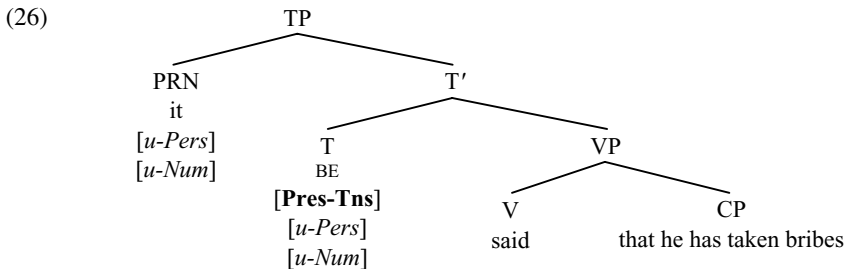 (26) TP
PRN T′
it
[u-Pers] T VP
[u-Num] BE
[Pres-Tns] V CP
[u-Pers] said that he has taken bribes
[u-Num]